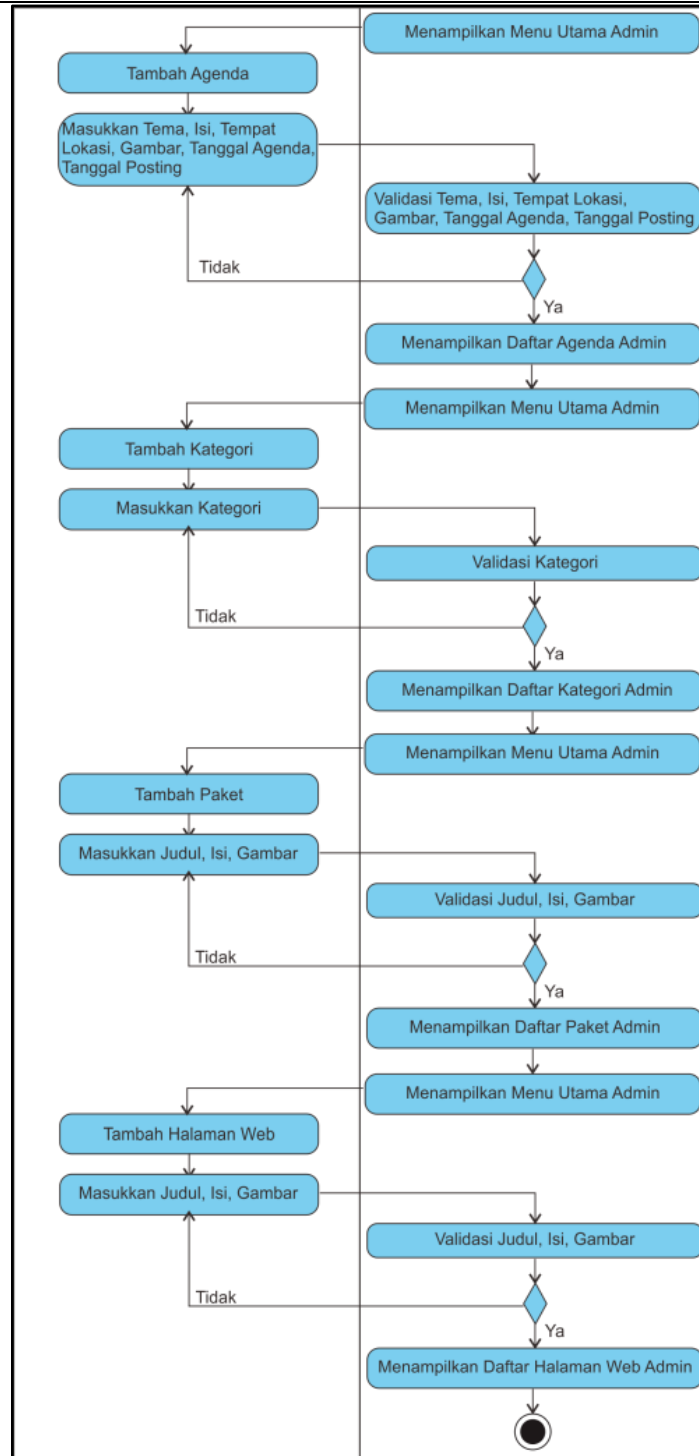 Menampilkan Menu Utama Admin
Tambah Agenda
Masukkan Tema, Isi, Tempat
Lokasi, Gambar, Tanggal Agenda,
Tanggal Posting
Validasi Tema, Isi, Tempat Lokasi,
Gambar, Tanggal Agenda, Tanggal Posting
Tidak
Ya
Menampilkan Daftar Agenda Admin
Menampilkan Menu Utama Admin
Tambah Kategori
Masukkan Kategori
Validasi Kategori
Tidak
Ya
Menampilkan Daftar Kategori Admin
Menampilkan Menu Utama Admin
Tambah Paket
Masukkan Judul, Isi, Gambar
Validasi Judul, Isi, Gambar
Tidak
Ya
Menampilkan Daftar Paket Admin
Menampilkan Menu Utama Admin
Tambah Halaman Web
Masukkan Judul, Isi, Gambar
Validasi Judul, Isi, Gambar
Tidak
Ya
Menampilkan Daftar Halaman Web Admin